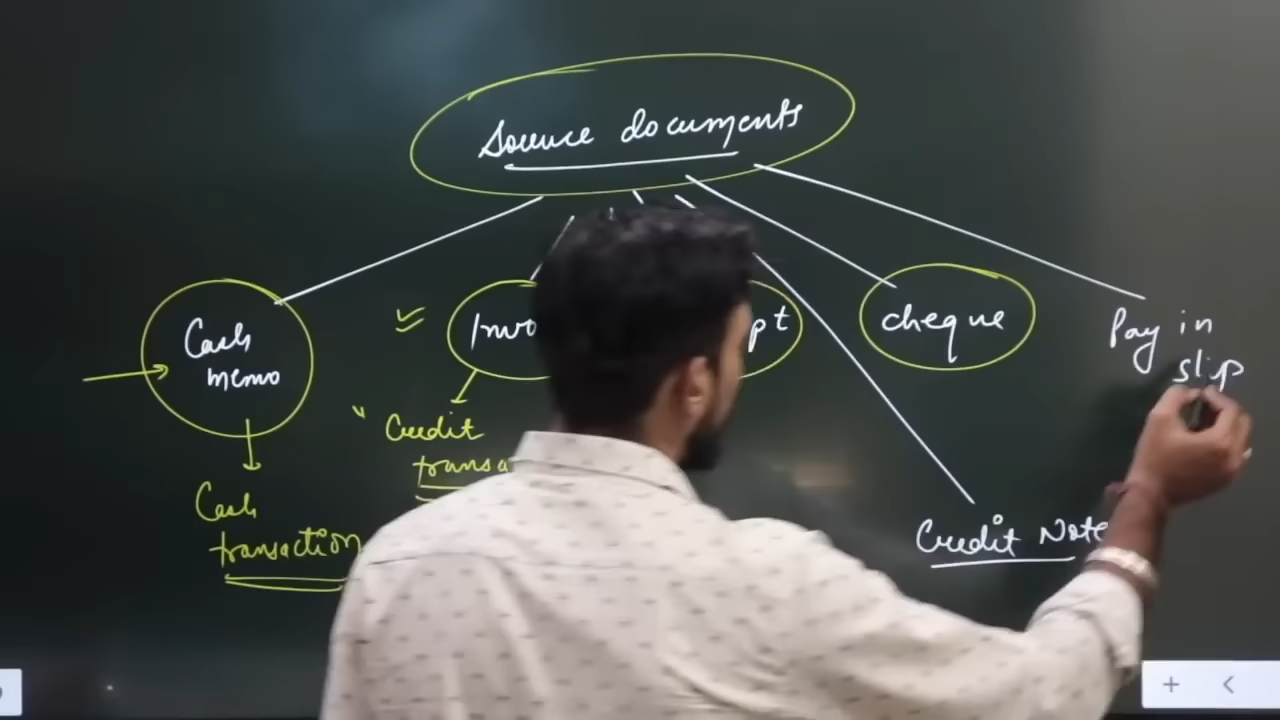 Source documents
Cash
memo
cheque
Pay in
slip
Credit
Cash
transaction
Credit Note